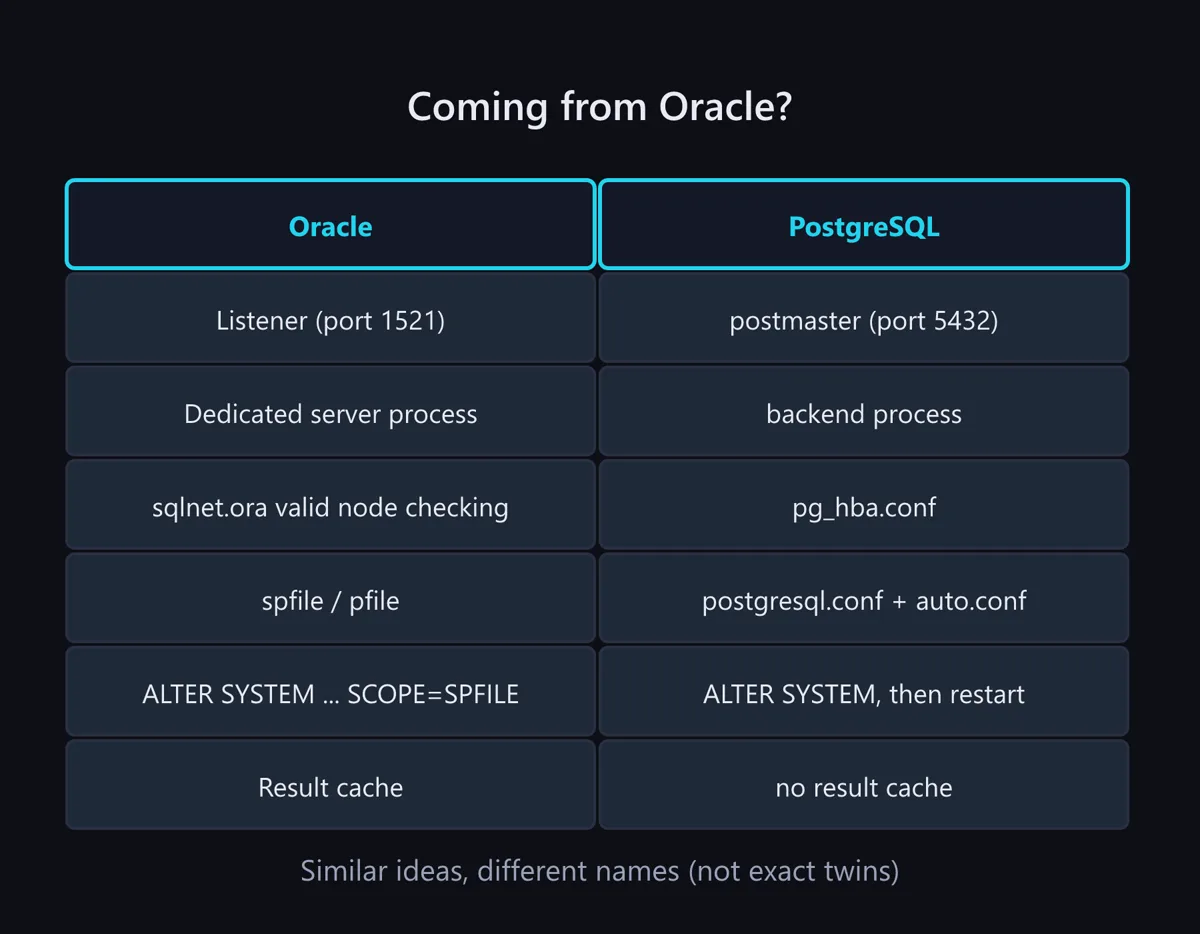 Coming from Oracle?
Oracle
PostgreSQL
Listener (port 1521)
postmaster (port 5432)
Dedicated server process
backend process
sqlnet.ora valid node checking
pg_hba.conf
spfile / pfile
postgresql.conf + auto.conf
ALTER SYSTEM ... SCOPE=SPFILE
ALTER SYSTEM, then restart
Result cache
no result cache
Similar ideas, different names (not exact twins)